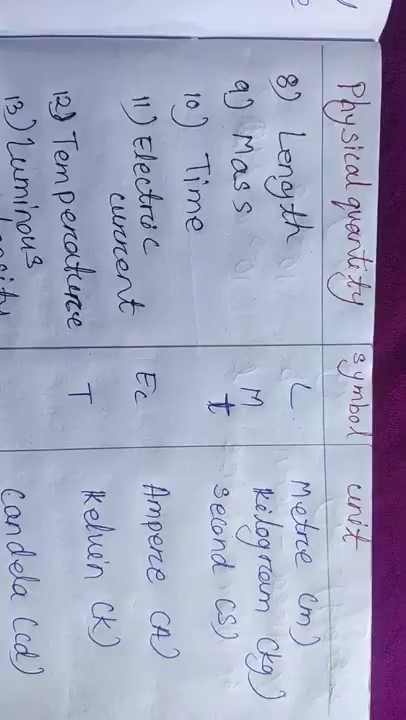 Physical quantity symbol unit
8) Length L Metre (m)
9) Mass M Kilogram (kg)
10) Time t second (s)
11) Electric Ec Ampere (A)
current
12) Temperature T Kelvin (K)
13) Luminous Candela (cd)